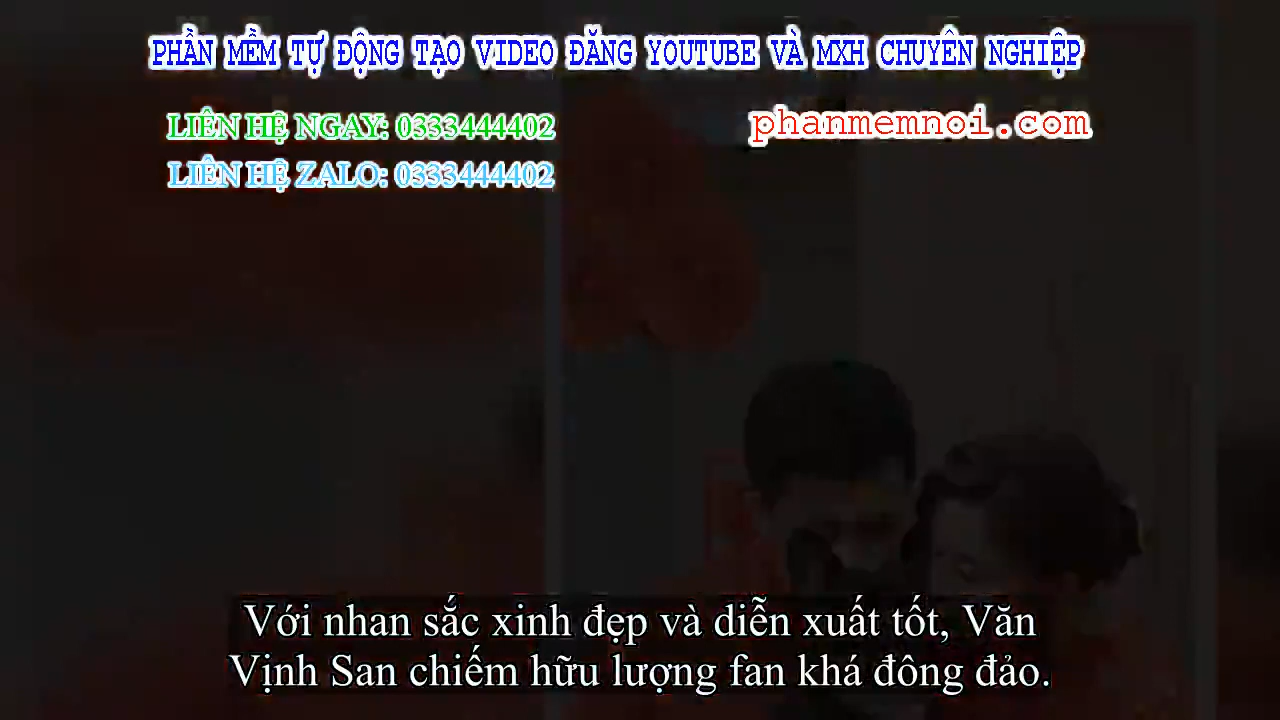 PHẦN MỀM TỰ ĐỘNG TẠO VIDEO ĐĂNG YOUTUBE VÀ MXH CHUYÊN NGHIỆP
LIÊN HỆ NGAY: 0333444402
phanmemnoi.com
LIÊN HỆ ZALO: 0333444402
Với nhan sắc xinh đẹp và diễn xuất tốt, Văn
Vịnh San chiếm hữu lượng fan khá đông đảo.